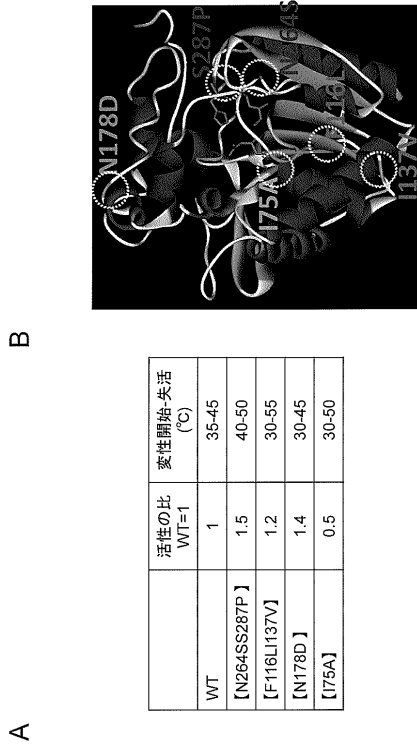 A
活性の比 WT=1 変性開始-失活 (℃)
WT 1 35-45
【N264SS287P】 1.5 40-50
【F116LI137V】 1.2 30-55
【N178D】 1.4 30-45
【I75A】 0.5 30-50
B
N178D
S287P
I75A
I137V